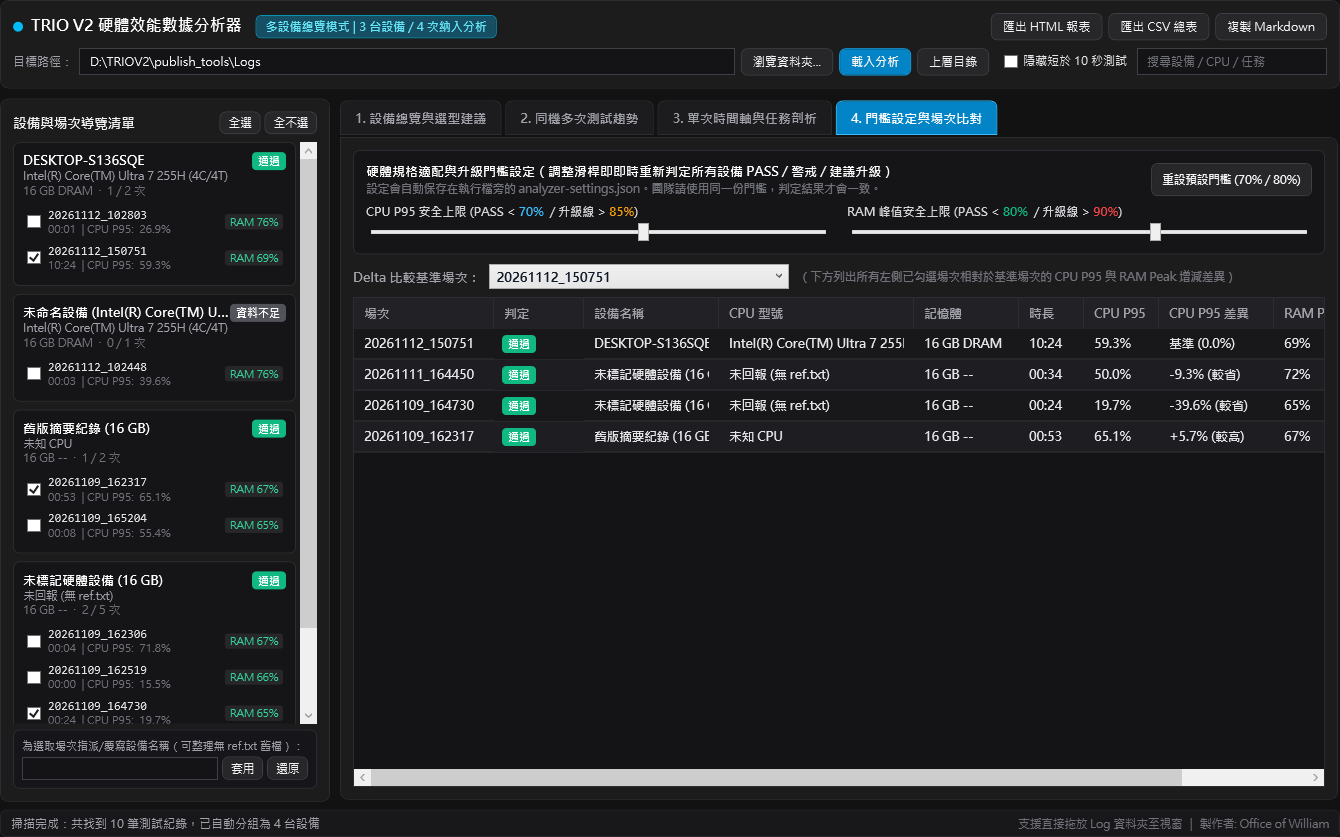 TRIO V2 硬體效能數據分析器
多設備總覽模式 | 3 台設備 / 4 次納入分析
匯出 HTML 報表
匯出 CSV 總表
複製 Markdown
目標路徑：
D:\TRIOV2\publish_tools\Logs
瀏覽資料夾...
載入分析
上層目錄
隱藏短於 10 秒測試
搜尋設備 / CPU / 任務
設備與場次導覽清單
全選
全不選
DESKTOP-S136SQE
通過
Intel(R) Core(TM) Ultra 7 255H (4C/4T)
16 GB DRAM · 1 / 2 次
20261112_102803
00:01 | CPU P95: 26.9%
RAM 76%
20261112_150751
10:24 | CPU P95: 59.3%
RAM 69%
未命名設備 (Intel(R) Core(TM) U...
資料不足
Intel(R) Core(TM) Ultra 7 255H (4C/4T)
16 GB DRAM · 0 / 1 次
20261112_102448
00:03 | CPU P95: 39.6%
RAM 76%
舊版摘要紀錄 (16 GB)
通過
未知 CPU
16 GB -- · 1 / 2 次
20261109_162317
00:53 | CPU P95: 65.1%
RAM 67%
20261109_165204
00:08 | CPU P95: 55.4%
RAM 65%
未標記硬體設備 (16 GB)
通過
未回報 (無 ref.txt)
16 GB -- · 2 / 5 次
20261109_162306
00:04 | CPU P95: 71.8%
RAM 67%
20261109_162519
00:00 | CPU P95: 15.5%
RAM 66%
20261109_164730
00:24 | CPU P95: 19.7%
RAM 65%
為選取場次指派/覆寫設備名稱（可整理無 ref.txt 舊檔）：
套用
還原
1. 設備總覽與選型建議
2. 同機多次測試趨勢
3. 單次時間軸與任務剖析
4. 門檻設定與場次比對
硬體規格適配與升級門檻設定（調整滑桿即即時重新判定所有設備 PASS / 警戒 / 建議升級）
設定會自動保存在執行檔旁的 analyzer-settings.json。團隊請使用同一份門檻，判定結果才會一致。
重設預設門檻 (70% / 80%)
CPU P95 安全上限 (PASS < 70% / 升級線 > 85%)
RAM 峰值安全上限 (PASS < 80% / 升級線 > 90%)
Delta 比較基準場次：
20261112_150751
（下方列出所有左側已勾選場次相對於基準場次的 CPU P95 與 RAM Peak 增減差異）
場次 判定 設備名稱 CPU 型號 記憶體 時長 CPU P95 CPU P95 差異 RAM P
20261112_150751 通過 DESKTOP-S136SQE Intel(R) Core(TM) Ultra 7 255H 16 GB DRAM 10:24 59.3% 基準 (0.0%) 69%
20261111_164450 通過 未標記硬體設備 (16 未回報 (無 ref.txt) 16 GB -- 00:34 50.0% -9.3% (較省) 72%
20261109_164730 通過 未標記硬體設備 (16 未回報 (無 ref.txt) 16 GB -- 00:24 19.7% -39.6% (較省) 65%
20261109_162317 通過 舊版摘要紀錄 (16 GB 未知 CPU 16 GB -- 00:53 65.1% +5.7% (較高) 67%
掃描完成：共找到 10 筆測試紀錄，已自動分組為 4 台設備
支援直接拖放 Log 資料夾至視窗 | 製作者: Office of William